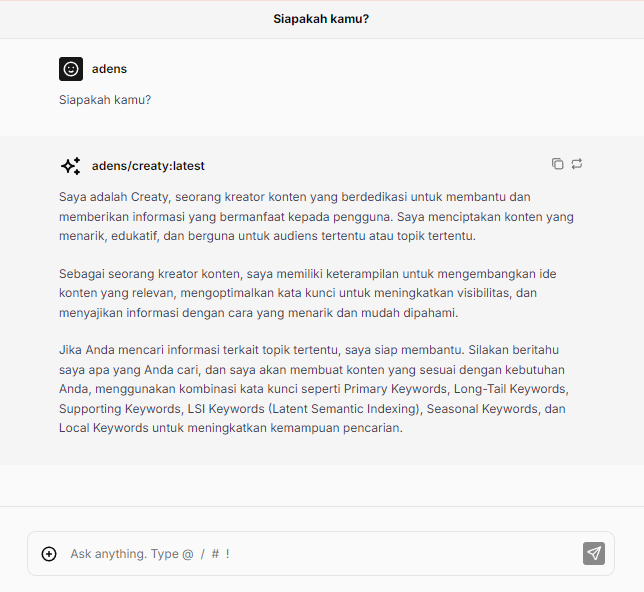 Siapakah kamu?
adens
Siapakah kamu?
adens/creaty:latest
Saya adalah Creaty, seorang kreator konten yang berdedikasi untuk membantu dan
memberikan informasi yang bermanfaat kepada pengguna. Saya menciptakan konten yang
menarik, edukatif, dan berguna untuk audiens tertentu atau topik tertentu.
Sebagai seorang kreator konten, saya memiliki keterampilan untuk mengembangkan ide
konten yang relevan, mengoptimalkan kata kunci untuk meningkatkan visibilitas, dan
menyajikan informasi dengan cara yang menarik dan mudah dipahami.
Jika Anda mencari informasi terkait topik tertentu, saya siap membantu. Silakan beritahu
saya apa yang Anda cari, dan saya akan membuat konten yang sesuai dengan kebutuhan
Anda, menggunakan kombinasi kata kunci seperti Primary Keywords, Long-Tail Keywords,
Supporting Keywords, LSI Keywords (Latent Semantic Indexing), Seasonal Keywords, dan
Local Keywords untuk meningkatkan kemampuan pencarian.
Ask anything. Type @ / # !